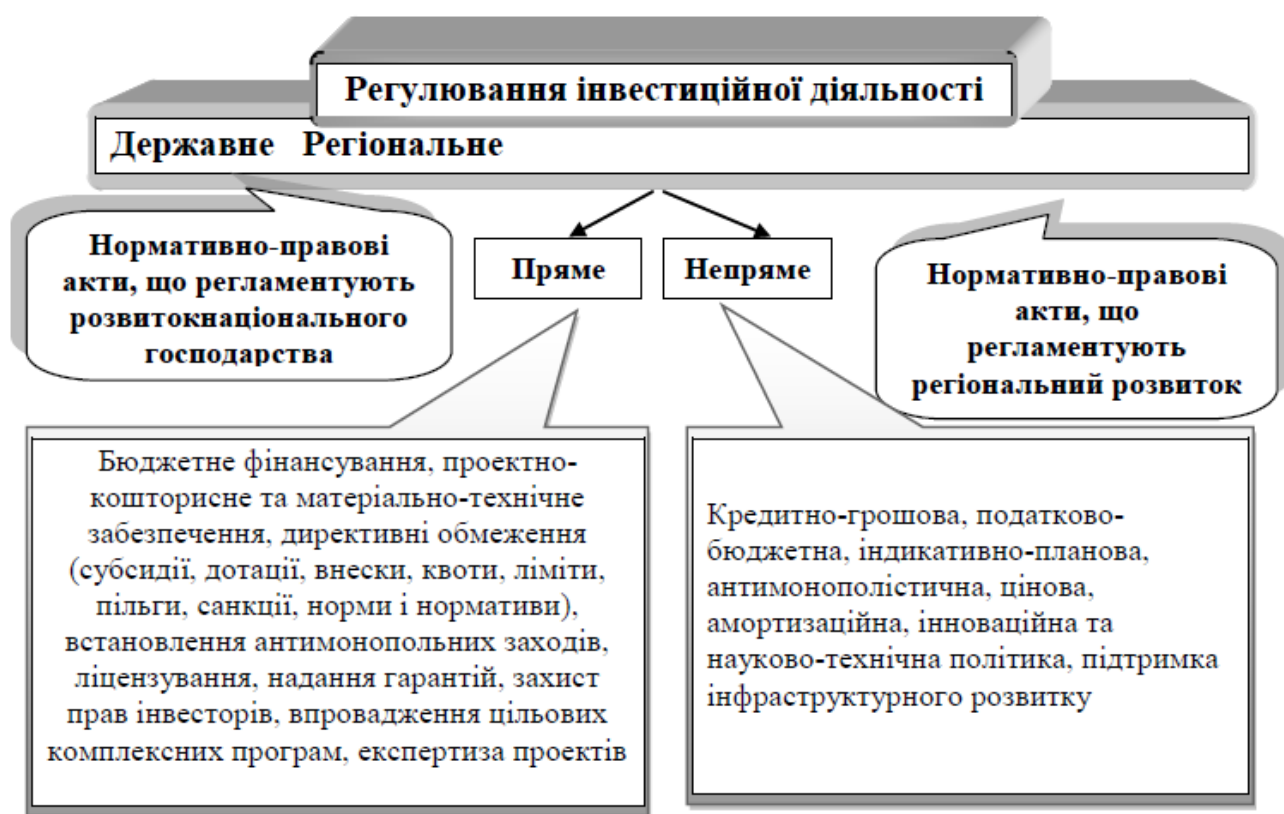 Регулювання інвестиційної діяльності
Державне Регіональне
Нормативно-правові
акти, що регламентують
розвитокнаціонального
господарства
Пряме
Непряме
Нормативно-правові
акти, що
регламентують
регіональний розвиток
Бюджетне фінансування, проектно-
кошторисне та матеріально-технічне
забезпечення, директивні обмеження
(субсидії, дотації, внески, квоти, ліміти,
пільги, санкції, норми і нормативи),
встановлення антимонопольних заходів,
ліцензування, надання гарантій, захист
прав інвесторів, впровадження цільових
комплексних програм, експертиза проектів
Кредитно-грошова, податково-
бюджетна, індикативно-планова,
антимонополістична, цінова,
амортизаційна, інноваційна та
науково-технічна політика, підтримка
інфраструктурного розвитку